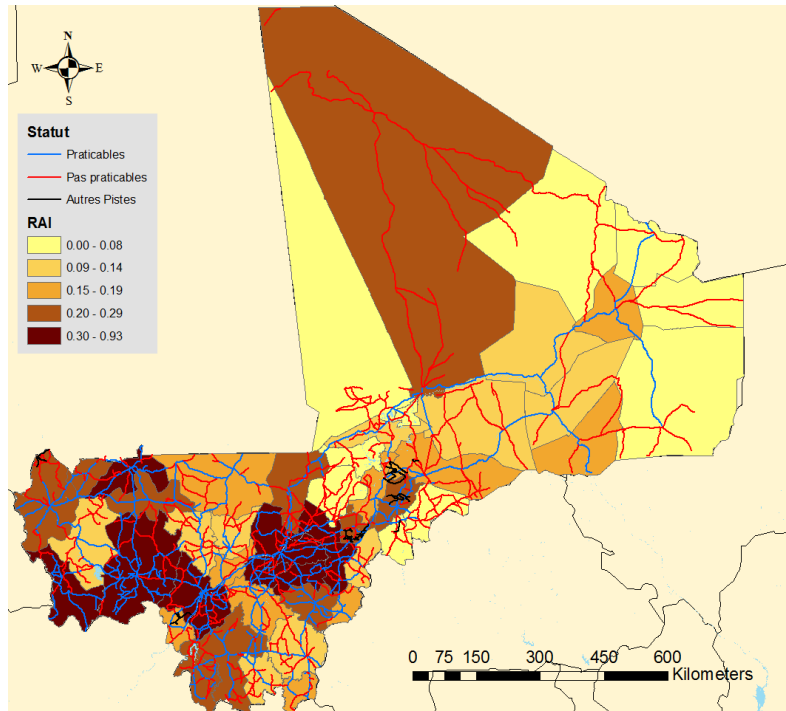 N
W E
S
Statut
Praticables
Pas praticables
Autres Pistes
RAI
0.00 - 0.08
0.09 - 0.14
0.15 - 0.19
0.20 - 0.29
0.30 - 0.93
0 75 150 300 450 600
Kilometers